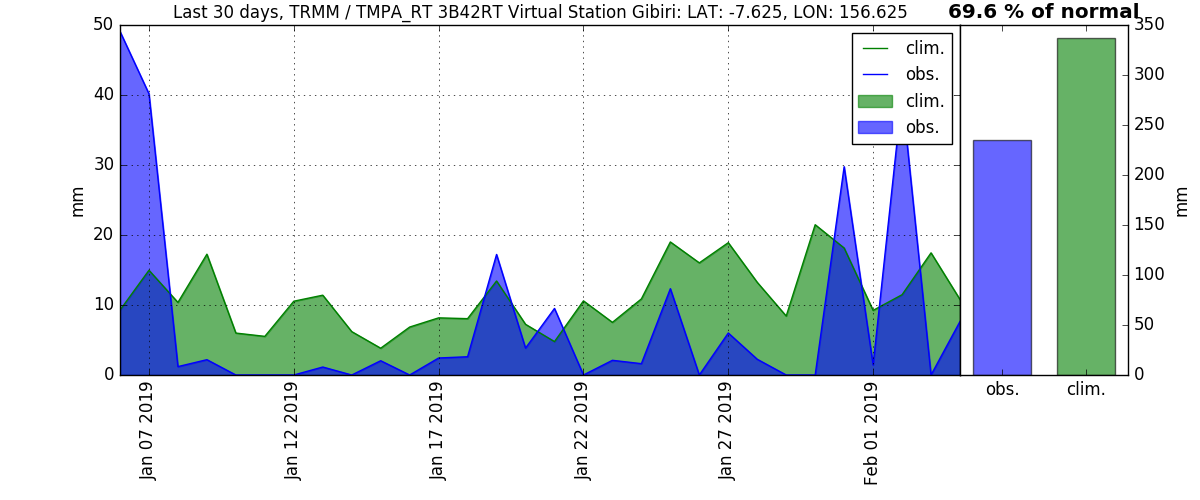 Last 30 days, TRMM / TMPA_RT 3B42RT Virtual Station Gibiri: LAT: -7.625, LON: 156.625
69.6 % of normal
50
40
30
20
10
0
mm
clim.
obs.
clim.
obs.
Jan 07 2019
Jan 12 2019
Jan 17 2019
Jan 22 2019
Jan 27 2019
Feb 01 2019
350
300
250
200
150
100
50
0
mm
obs.
clim.